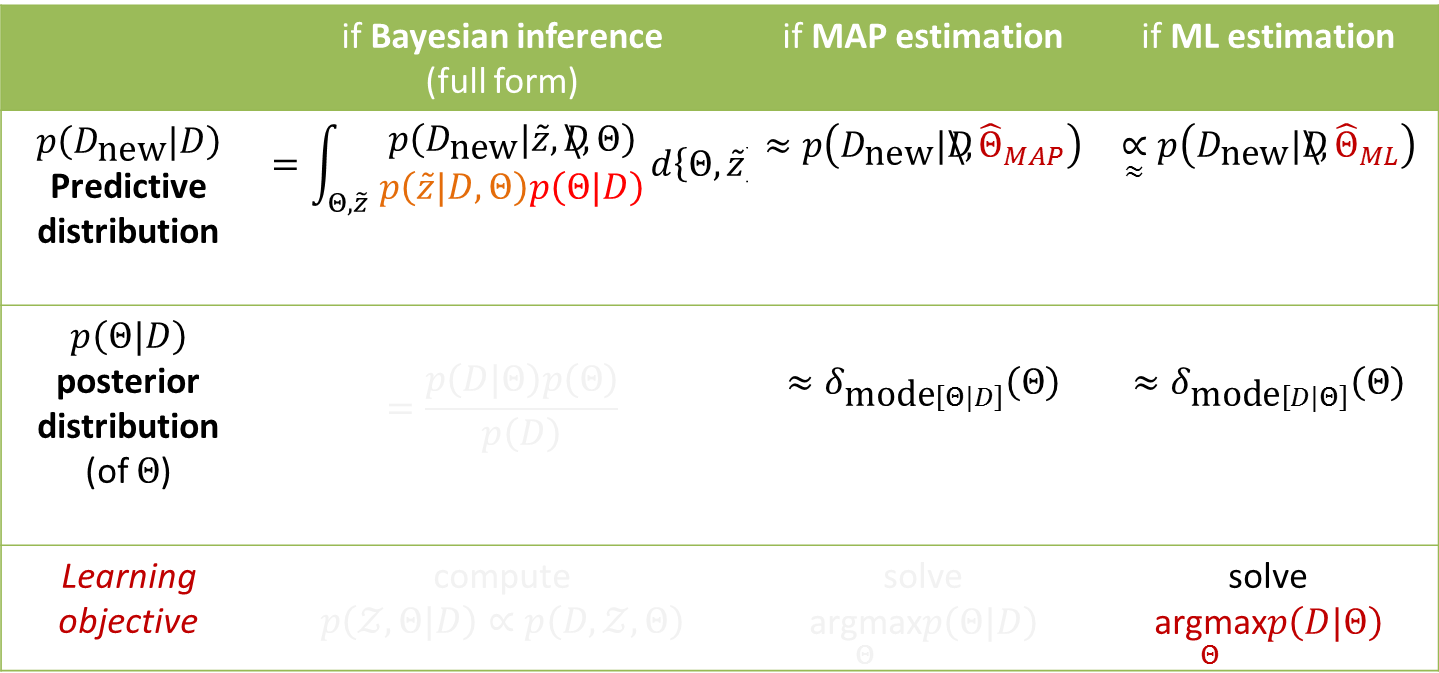 if Bayesian inference if MAP estimation if ML estimation
(full form)
p(D_new|D) = ∫_Θ,z̃ p(D_new|z̃, \D, Θ) p(z̃|D, Θ)p(Θ|D) d{Θ, z̃ ≈ p(D_new|\D, Θ̂_MAP) ∝≈ p(D_new|\D, Θ̂_ML)
Predictive
distribution
p(Θ|D)
posterior = p(D|Θ)p(Θ) / p(D) ≈ δ_mode[Θ|D](Θ) ≈ δ_mode[D|Θ](Θ)
distribution
(of Θ)
Learning compute solve solve
objective p(𝒵, Θ|D) ∝ p(D, 𝒵, Θ) argmax_Θ p(Θ|D) argmax_Θ p(D|Θ)